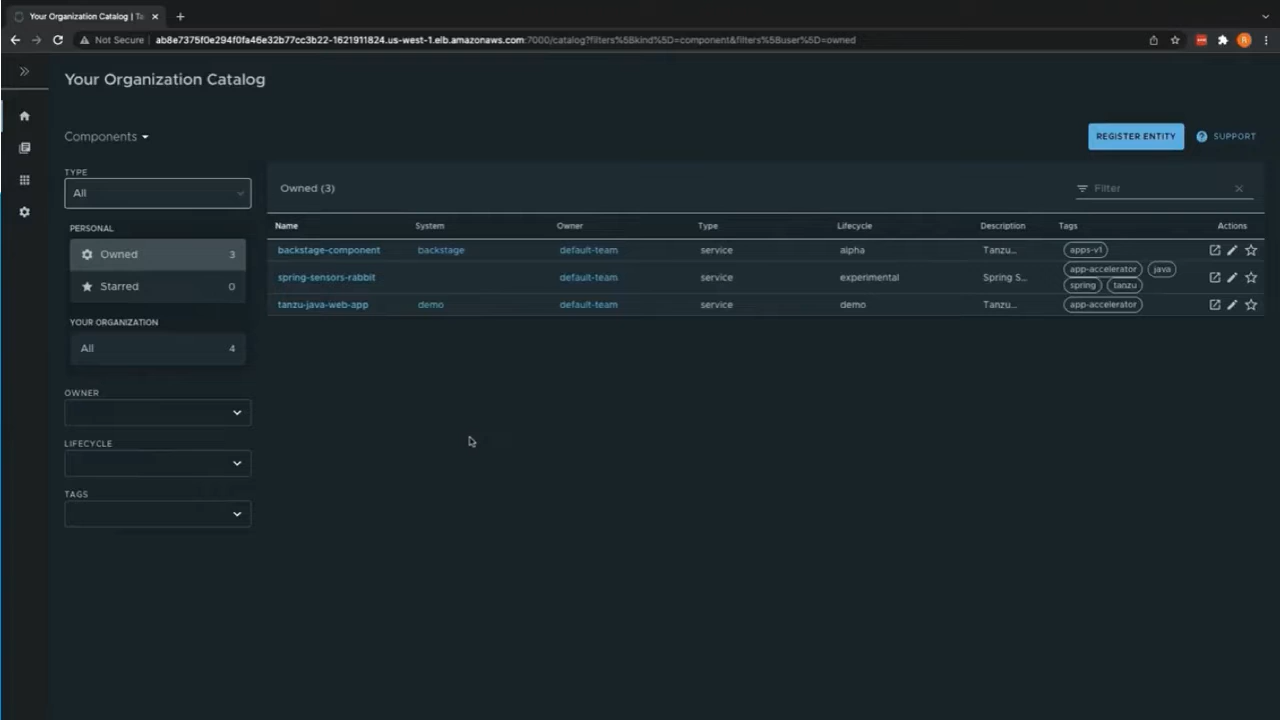 Your Organization Catalog | Ta
Not Secure
ab8e7375f0e294f0fa46e32b77cc3b22-1621911824.us-west-1.elb.amazonaws.com:7000/catalog?filters%5Bkind%5D=component&filters%5Buser%5D=owned
R
Your Organization Catalog
Components
REGISTER ENTITY
SUPPORT
TYPE
All
PERSONAL
Owned 3
Starred 0
YOUR ORGANIZATION
All 4
OWNER
LIFECYCLE
TAGS
Owned (3)
Filter
Name System Owner Type Lifecycle Description Tags Actions
backstage-component backstage default-team service alpha Tanzu... apps-v1
spring-sensors-rabbit default-team service experimental Spring S... app-accelerator java
spring tanzu
tanzu-java-web-app demo default-team service demo Tanzu... app-accelerator